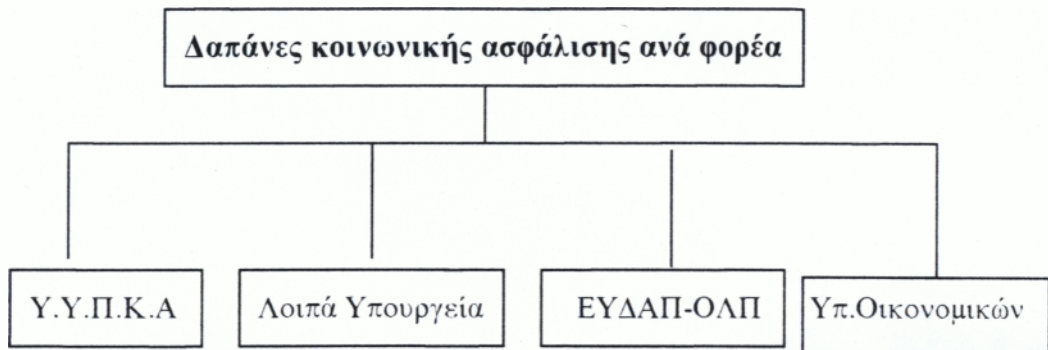 Δαπάνες κοινωνικής ασφάλισης ανά φορέα
Υ.Υ.Π.Κ.Α
Λοιπά Υπουργεία
ΕΥΔΑΠ-ΟΛΠ
Υπ.Οικονομικών